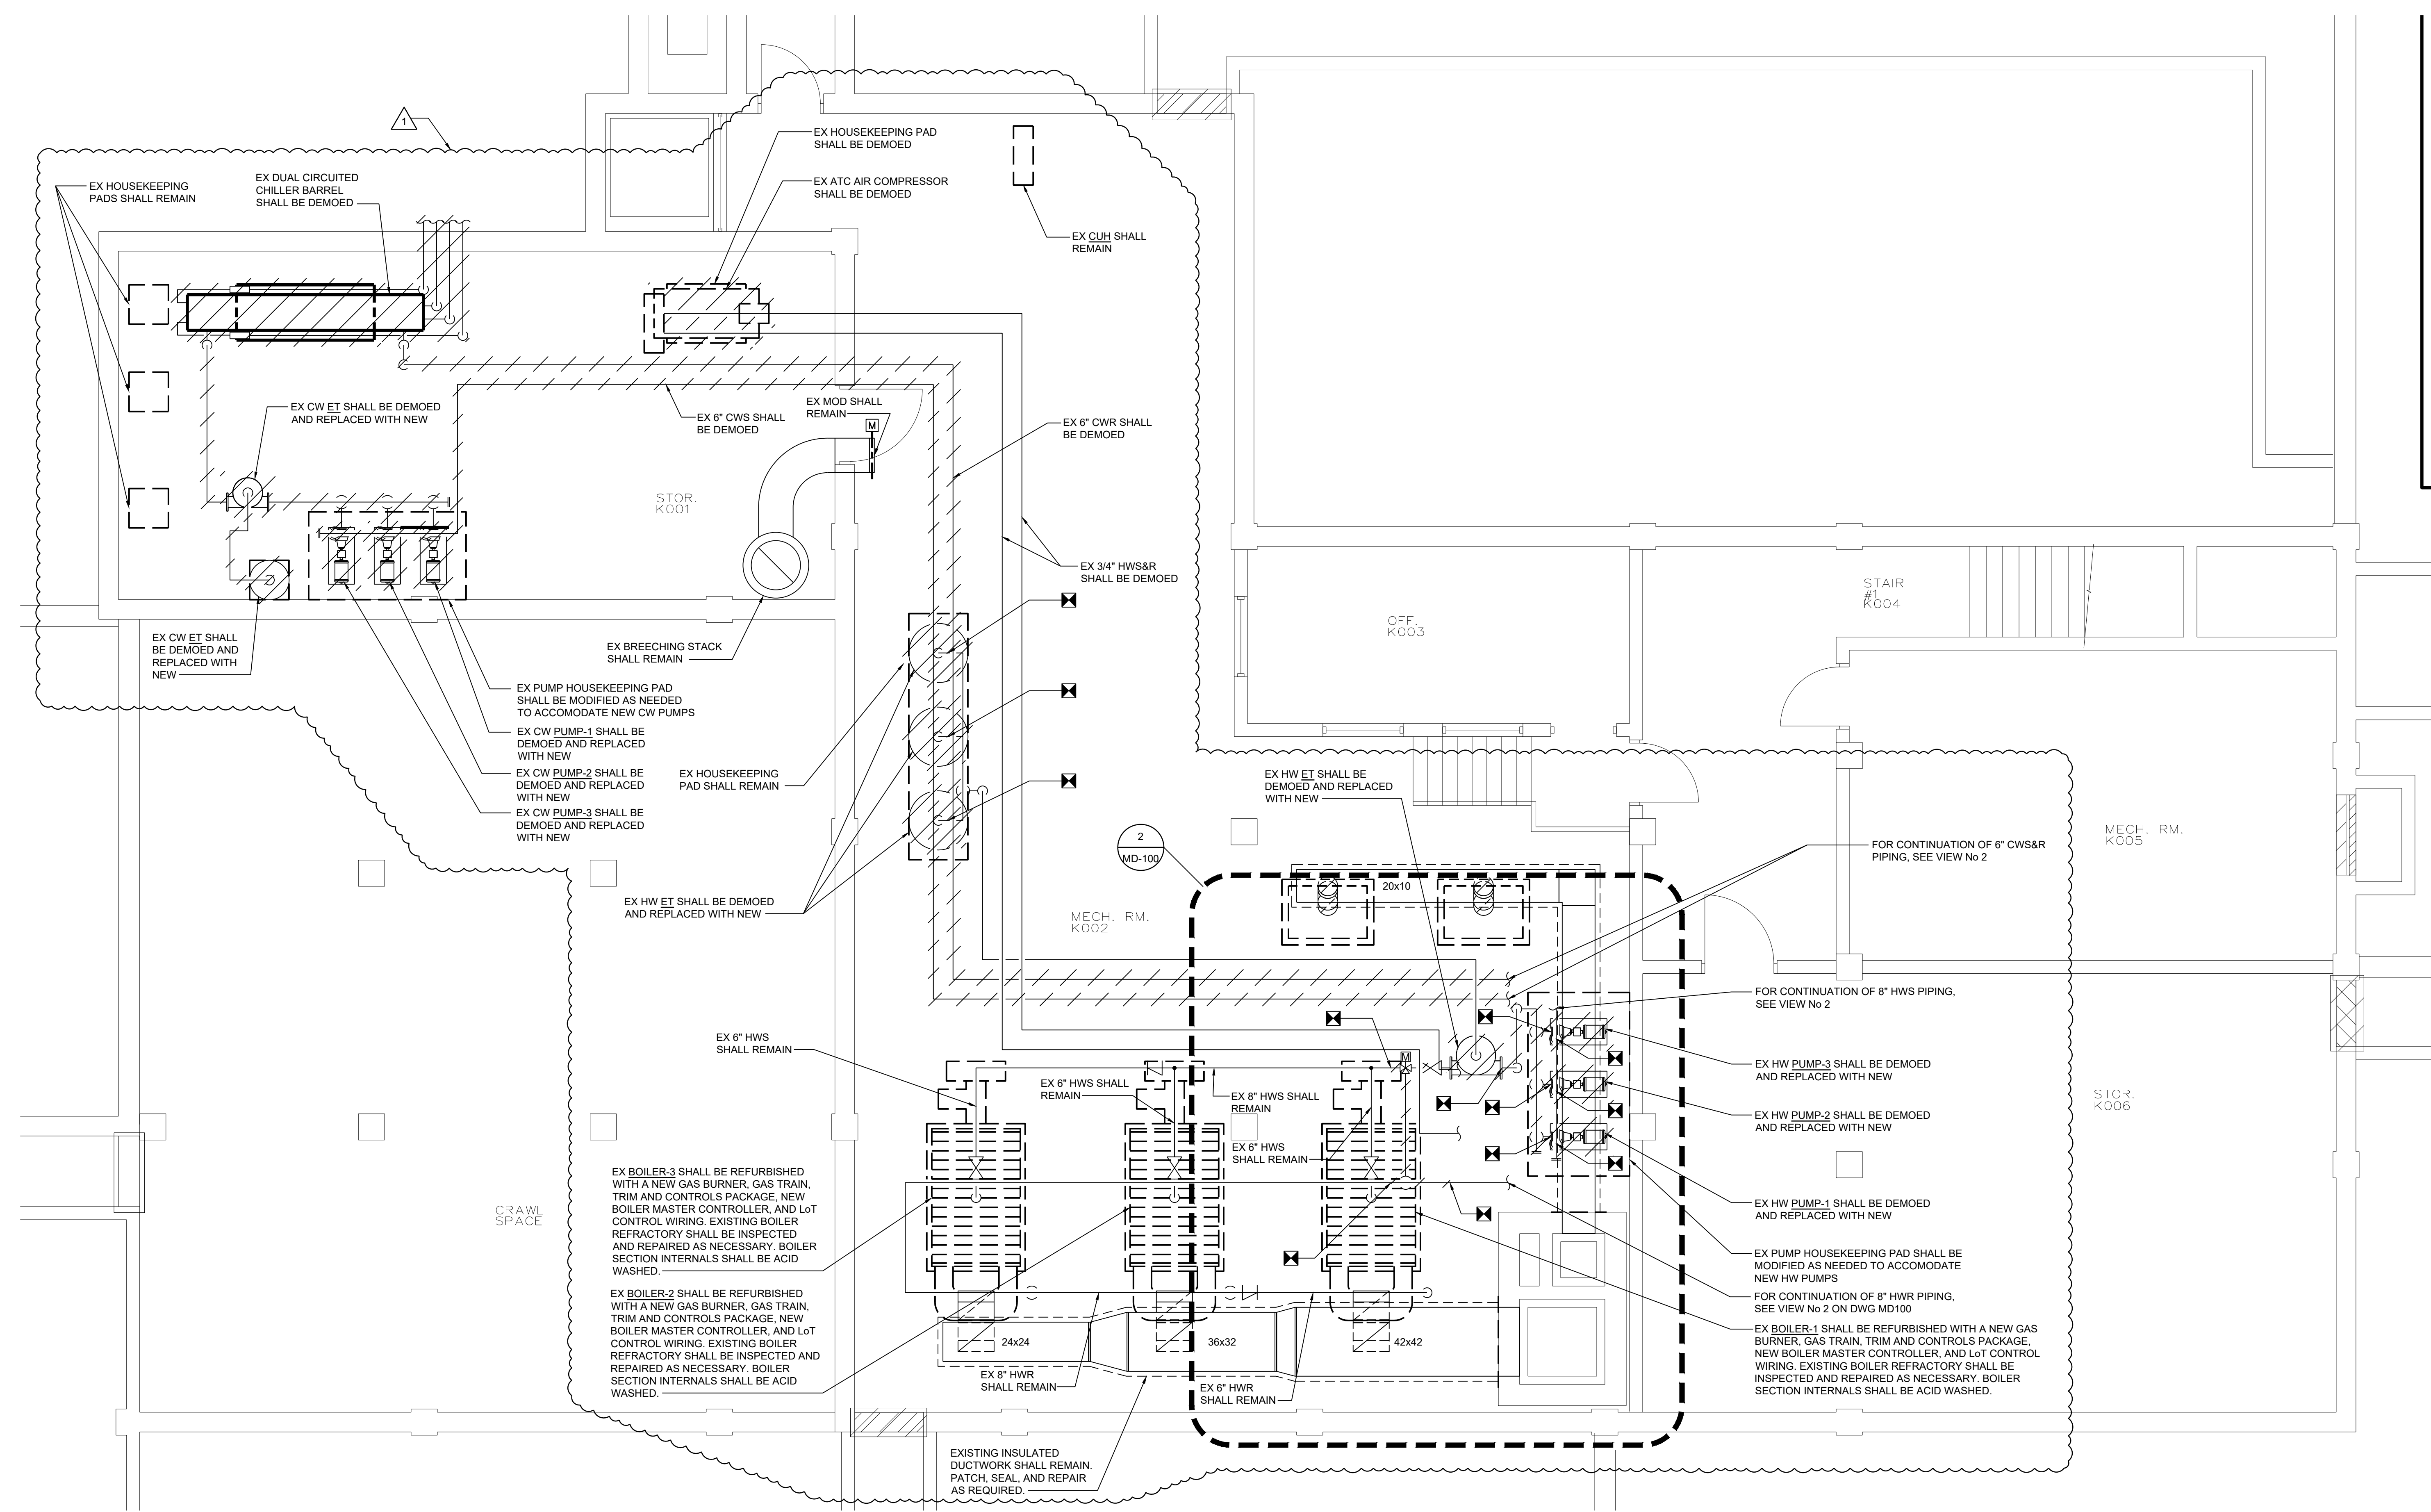 1
EX HOUSEKEEPING
PADS SHALL REMAIN
EX DUAL CIRCUITED
CHILLER BARREL
SHALL BE DEMOED
EX HOUSEKEEPING PAD
SHALL BE DEMOED
EX ATC AIR COMPRESSOR
SHALL BE DEMOED
EX CUH SHALL
REMAIN
EX CW ET SHALL BE DEMOED
AND REPLACED WITH NEW
EX 6" CWS SHALL
BE DEMOED
EX MOD SHALL
REMAIN
M
EX 6" CWR SHALL
BE DEMOED
STOR.
K001
EX 3/4" HWS&R
SHALL BE DEMOED
OFF.
K003
STAIR
#1
K004
EX CW ET SHALL
BE DEMOED AND
REPLACED WITH
NEW
EX BREECHING STACK
SHALL REMAIN
EX PUMP HOUSEKEEPING PAD
SHALL BE MODIFIED AS NEEDED
TO ACCOMODATE NEW CW PUMPS
EX CW PUMP-1 SHALL BE
DEMOED AND REPLACED
WITH NEW
EX CW PUMP-2 SHALL BE
DEMOED AND REPLACED
WITH NEW
EX CW PUMP-3 SHALL BE
DEMOED AND REPLACED
WITH NEW
EX HOUSEKEEPING
PAD SHALL REMAIN
EX HW ET SHALL BE
DEMOED AND REPLACED
WITH NEW
2
MD-100
MECH. RM.
K005
FOR CONTINUATION OF 6" CWS&R
PIPING, SEE VIEW No 2
20x10
EX HW ET SHALL BE DEMOED
AND REPLACED WITH NEW
MECH. RM.
K002
FOR CONTINUATION OF 8" HWS PIPING,
SEE VIEW No 2
EX 6" HWS
SHALL REMAIN
M
EX HW PUMP-3 SHALL BE DEMOED
AND REPLACED WITH NEW
EX 6" HWS SHALL
REMAIN
EX 8" HWS SHALL
REMAIN
EX HW PUMP-2 SHALL BE DEMOED
AND REPLACED WITH NEW
STOR.
K006
EX 6" HWS
SHALL REMAIN
EX BOILER-3 SHALL BE REFURBISHED
WITH A NEW GAS BURNER, GAS TRAIN,
TRIM AND CONTROLS PACKAGE, NEW
BOILER MASTER CONTROLLER, AND LoT
CONTROL WIRING. EXISTING BOILER
REFRACTORY SHALL BE INSPECTED
AND REPAIRED AS NECESSARY. BOILER
SECTION INTERNALS SHALL BE ACID
WASHED.
CRAWL
SPACE
EX HW PUMP-1 SHALL BE DEMOED
AND REPLACED WITH NEW
EX PUMP HOUSEKEEPING PAD SHALL BE
MODIFIED AS NEEDED TO ACCOMODATE
NEW HW PUMPS
EX BOILER-2 SHALL BE REFURBISHED
WITH A NEW GAS BURNER, GAS TRAIN,
TRIM AND CONTROLS PACKAGE, NEW
BOILER MASTER CONTROLLER, AND LoT
CONTROL WIRING. EXISTING BOILER
REFRACTORY SHALL BE INSPECTED AND
REPAIRED AS NECESSARY. BOILER
SECTION INTERNALS SHALL BE ACID
WASHED.
FOR CONTINUATION OF 8" HWR PIPING,
SEE VIEW No 2 ON DWG MD100
EX BOILER-1 SHALL BE REFURBISHED WITH A NEW GAS
BURNER, GAS TRAIN, TRIM AND CONTROLS PACKAGE,
NEW BOILER MASTER CONTROLLER, AND LoT CONTROL
WIRING. EXISTING BOILER REFRACTORY SHALL BE
INSPECTED AND REPAIRED AS NECESSARY. BOILER
SECTION INTERNALS SHALL BE ACID WASHED.
24x24
36x32
42x42
EX 8" HWR
SHALL REMAIN
EX 6" HWR
SHALL REMAIN
EXISTING INSULATED
DUCTWORK SHALL REMAIN.
PATCH, SEAL, AND REPAIR
AS REQUIRED.